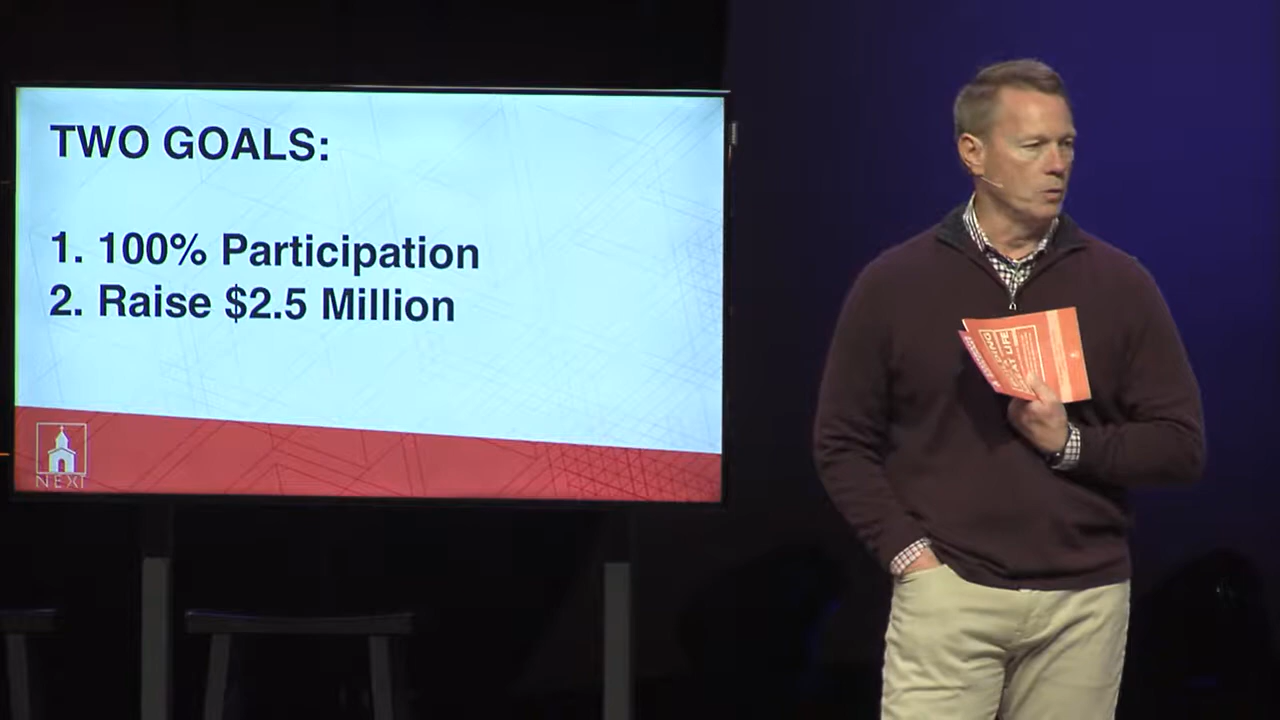 TWO GOALS:
1. 100% Participation
2. Raise $2.5 Million
NEXT